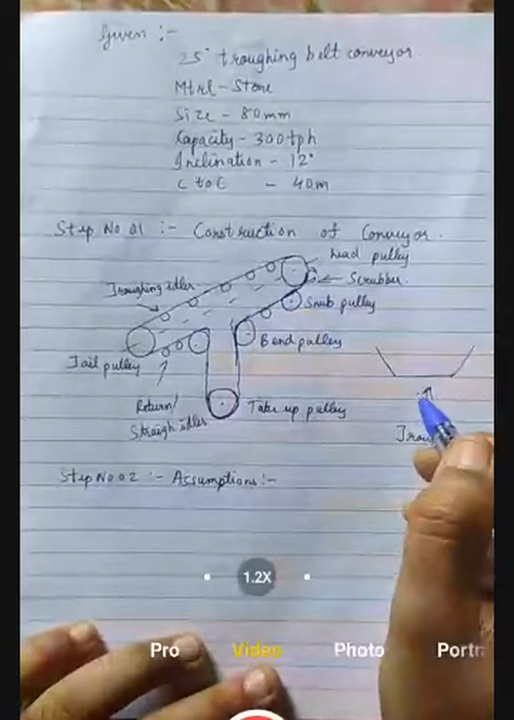 Given :-
25° troughing belt conveyor.
Mtrl - Stone
Size - 80mm
Capacity - 300tph
Inclination - 12°
C to C - 40m
Step No 01 :- Construction of Conveyor.
head pulley
Troughing idler
Scrubber
Snub pulley
Bend pulley
Tail pulley
Return/
Straigh idler
Take up pulley
Step No 02 :- Assumptions :-
1.2X
Pro Video Photo